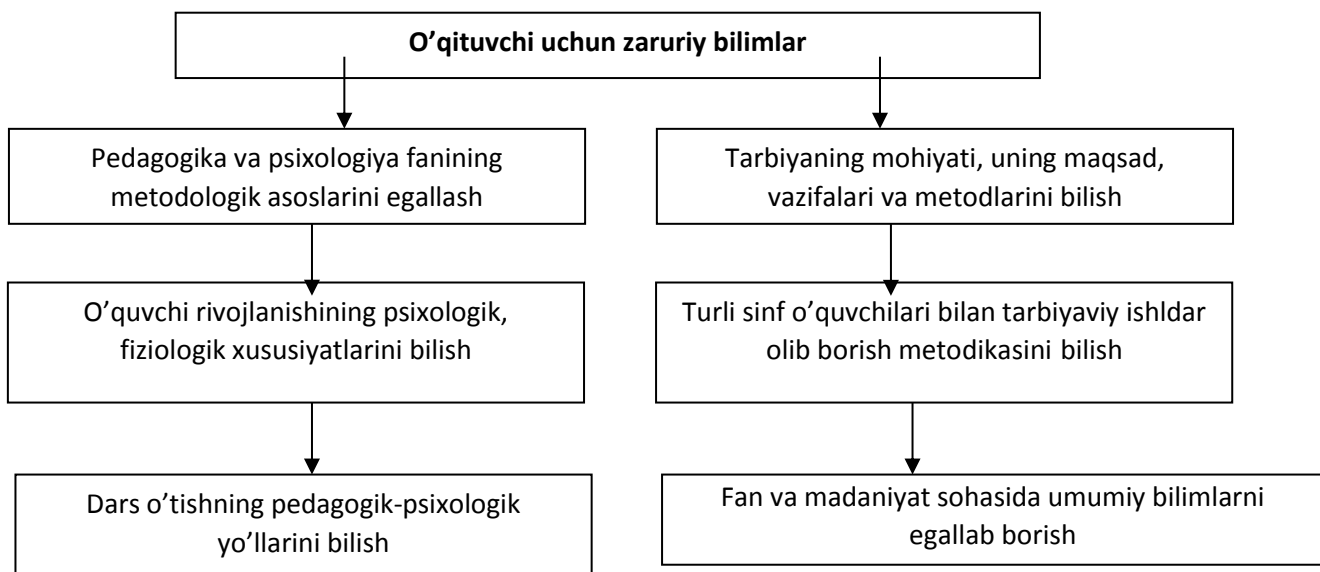 O’qituvchi uchun zaruriy bilimlar
Pedagogika va psixologiya fanining
metodologik asoslarini egallash
Tarbiyaning mohiyati, uning maqsad,
vazifalari va metodlarini bilish
O’quvchi rivojlanishining psixologik,
fiziologik xususiyatlarini bilish
Turli sinf o’quvchilari bilan tarbiyaviy ishldar
olib borish metodikasini bilish
Dars o’tishning pedagogik-psixologik
yo’llarini bilish
Fan va madaniyat sohasida umumiy bilimlarni
egallab borish